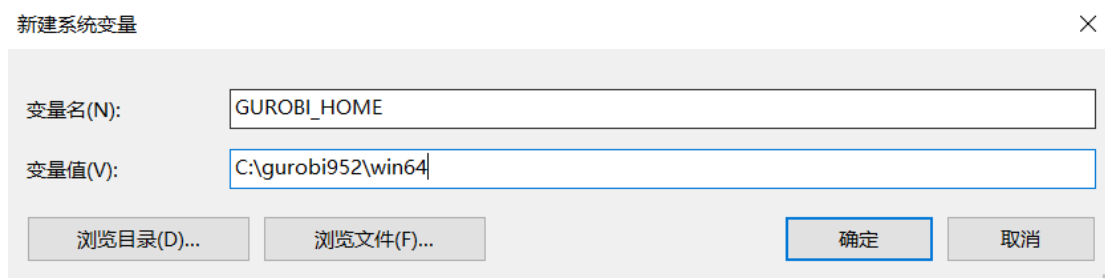 新建系统变量
变量名(N): GUROBI_HOME
变量值(V): C:\gurobi952\win64
浏览目录(D)... 浏览文件(F)... 确定 取消